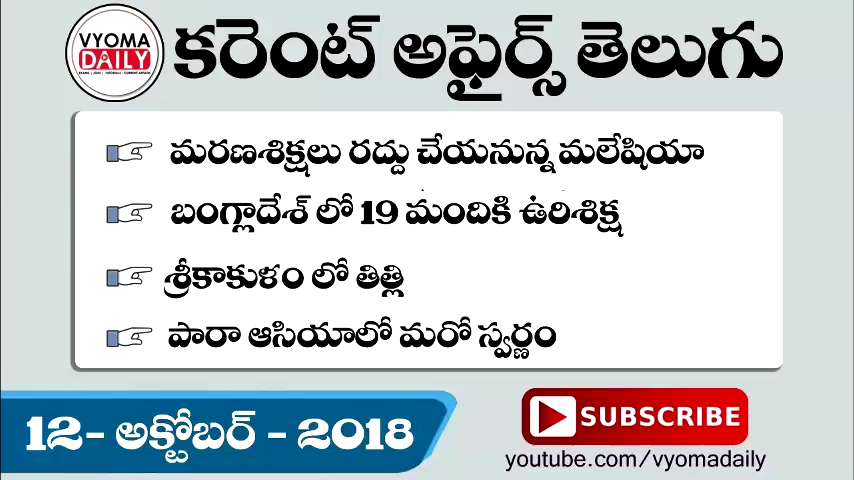 VYOMA
DAILY
కరెంట్ అఫైర్స్ తెలుగు
మరణశిక్షలు రద్దు చేయనున్న మలేషియా
బంగ్లాదేశ్ లో 19 మందికి ఉరిశిక్ష
శ్రీకాకుళం లో తిత్లి
పారా ఆసియాలో మరో స్వర్ణం
12- అక్టోబర్ - 2018
SUBSCRIBE
youtube.com/vyomadaily